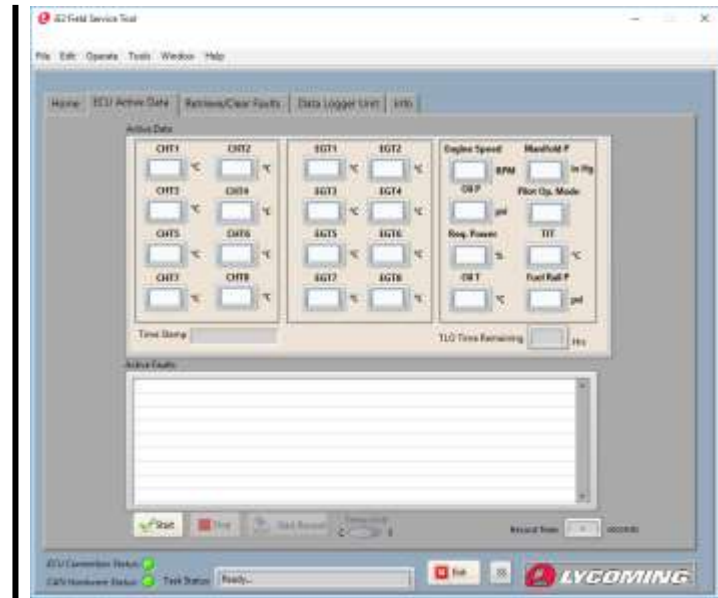 iE2 Field Service Tool
File Edit Operate Tools Window Help
Home ECU Active Data Retrieve/Clear Faults Data Logger Unit Info
Active Data
CHT1 CHT2 EGT1 EGT2 Engine Speed Manifold P
°C °C °C °C RPM in Hg
CHT3 CHT4 EGT3 EGT4 Oil P Pilot Op. Mode
°C °C °C °C psi
CHT5 CHT6 EGT5 EGT6 Req. Power TIT
°C °C °C °C % °C
CHT7 CHT8 EGT7 EGT8 Oil T Fuel Rail P
°C °C °C °C °C psi
Time Stamp TLO Time Remaining Hrs
Active Faults
Start Stop Start Record C F Record Time seconds
ECU Connection Status
CAN Hardware Status Task Status Ready... Exit
LYCOMING